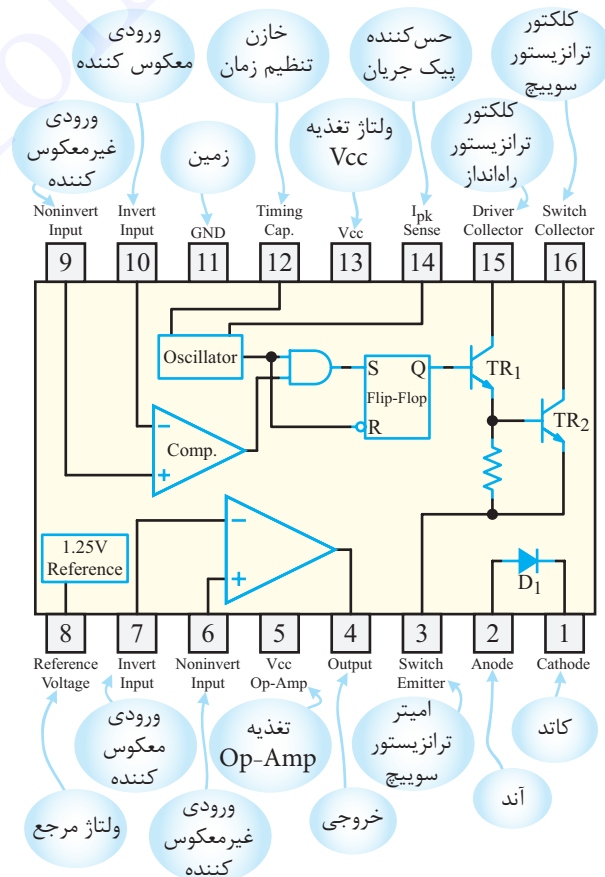 ورودی
معکوس کننده
خازن
تنظیم زمان
حس‌کننده
پیک جریان
کلکتور
ترانزیستور
سوییچ
ورودی
غیرمعکوس
کننده
زمین
ولتاژ تغذیه
Vcc
کلکتور
ترانزیستور
راه‌انداز
Noninvert
Input
Invert
Input
GND
Timing
Cap.
Vcc
Ipk
Sense
Driver
Collector
Switch
Collector
9
10
11
12
13
14
15
16
Oscillator
S
Q
Flip-Flop
R
TR1
TR2
Comp.
1.25V
Reference
D1
8
7
6
5
4
3
2
1
Reference
Voltage
Invert
Input
Noninvert
Input
Vcc
Op-Amp
Output
Switch
Emitter
Anode
Cathode
ورودی
معکوس
کننده
تغذیه
Op-Amp
امیتر
ترانزیستور
سوییچ
کاتد
ولتاژ مرجع
ورودی
غیرمعکوس
کننده
خروجی
آند